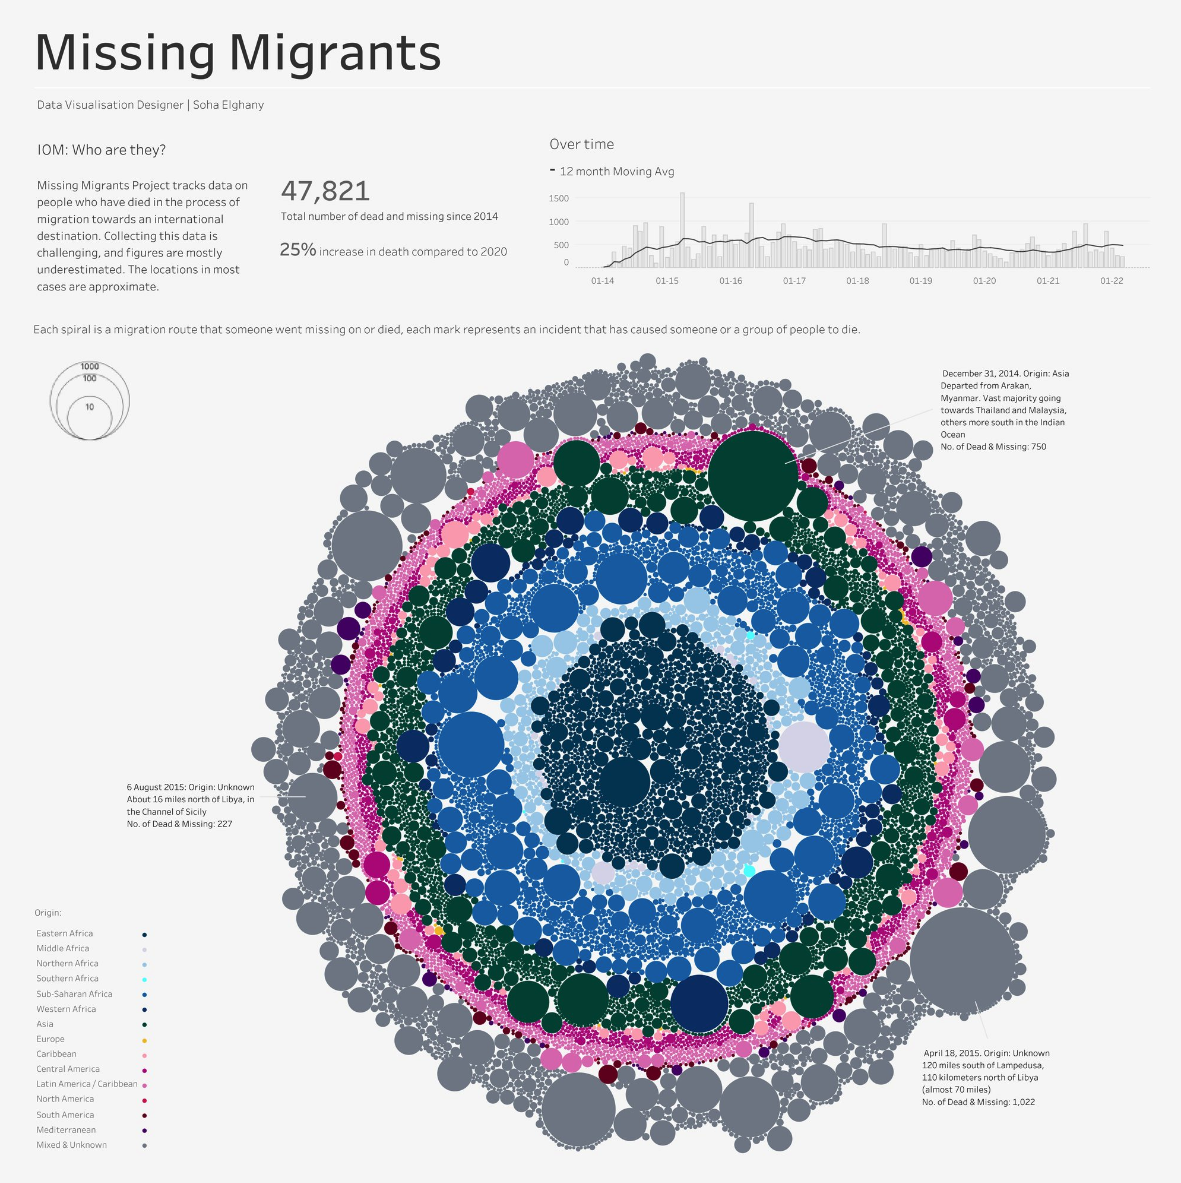 Missing Migrants
Data Visualisation Designer | Soha Elghany
IOM: Who are they?
Missing Migrants Project tracks data on
people who have died in the process of
migration towards an international
destination. Collecting this data is
challenging, and figures are mostly
underestimated. The locations in most
cases are approximate.
47,821
Total number of dead and missing since 2014
25% increase in death compared to 2020
Over time
- 12 month Moving Avg
1500
1000
500
0
01-14 01-15 01-16 01-17 01-18 01-19 01-20 01-21 01-22
Each spiral is a migration route that someone went missing on or died, each mark represents an incident that has caused someone or a group of people to die.
1000
100
10
December 31, 2014. Origin: Asia
Departed from Arakan,
Myanmar. Vast majority going
towards Thailand and Malaysia,
others more south in the Indian
Ocean
No. of Dead & Missing: 750
6 August 2015: Origin: Unknown
About 16 miles north of Libya, in
the Channel of Sicily
No. of Dead & Missing: 227
Origin:
Eastern Africa
Middle Africa
Northern Africa
Southern Africa
Sub-Saharan Africa
Western Africa
Asia
Europe
Caribbean
Central America
Latin America / Caribbean
North America
South America
Mediterranean
Mixed & Unknown
April 18, 2015. Origin: Unknown
120 miles south of Lampedusa,
110 kilometers north of Libya
(almost 70 miles)
No. of Dead & Missing: 1,022